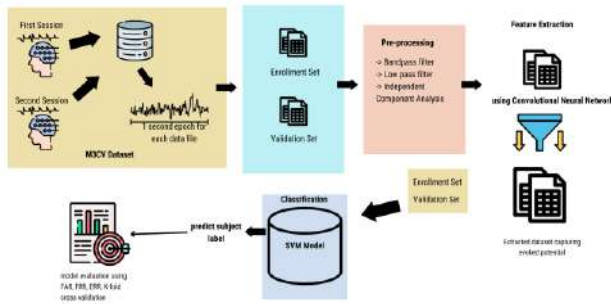 First Session
Second Session
1 second epoch for
each data file
M3CV Dataset
Enrollment Set
Validation Set
Pre-processing
-> Bandpass filter
-> Low pass filter
-> Independent
Component Analysis
Feature Extraction
using Convolutional Neural Network
Extracted dataset capturing
evoked potential
Enrollment Set
Validation Set
Classification
SVM Model
predict subject
label
model evaluation using
FAR, FRR, ERR, K-fold
cross validation